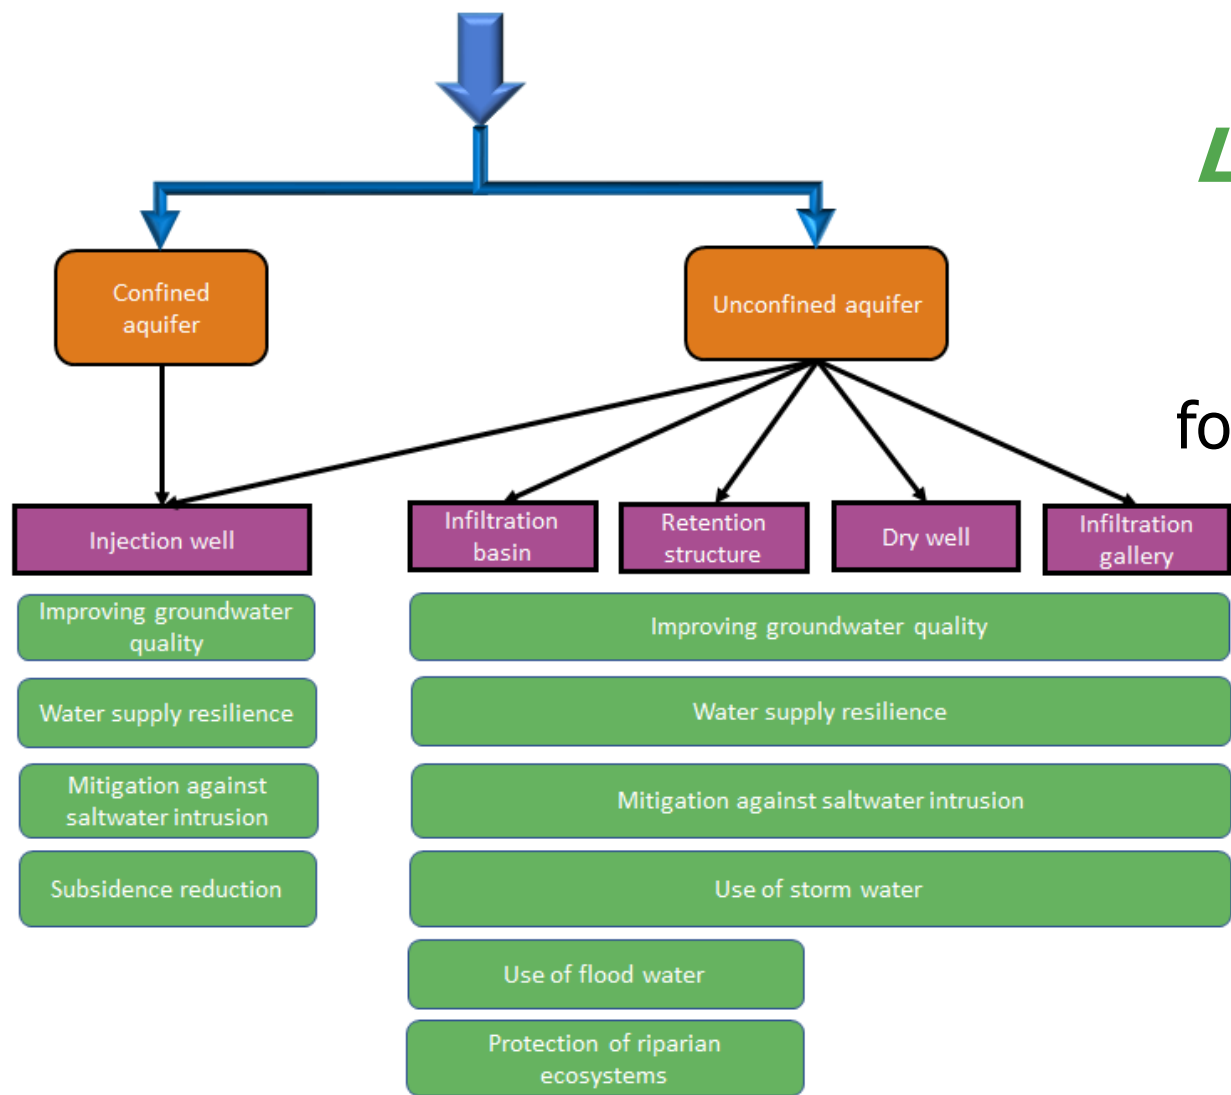 Confined
aquifer
Unconfined aquifer
fo
Injection well
Infiltration
basin
Retention
structure
Dry well
Infiltration
gallery
Improving groundwater
quality
Improving groundwater quality
Water supply resilience
Water supply resilience
Mitigation against
saltwater intrusion
Mitigation against saltwater intrusion
Subsidence reduction
Use of storm water
Use of flood water
Protection of riparian
ecosystems